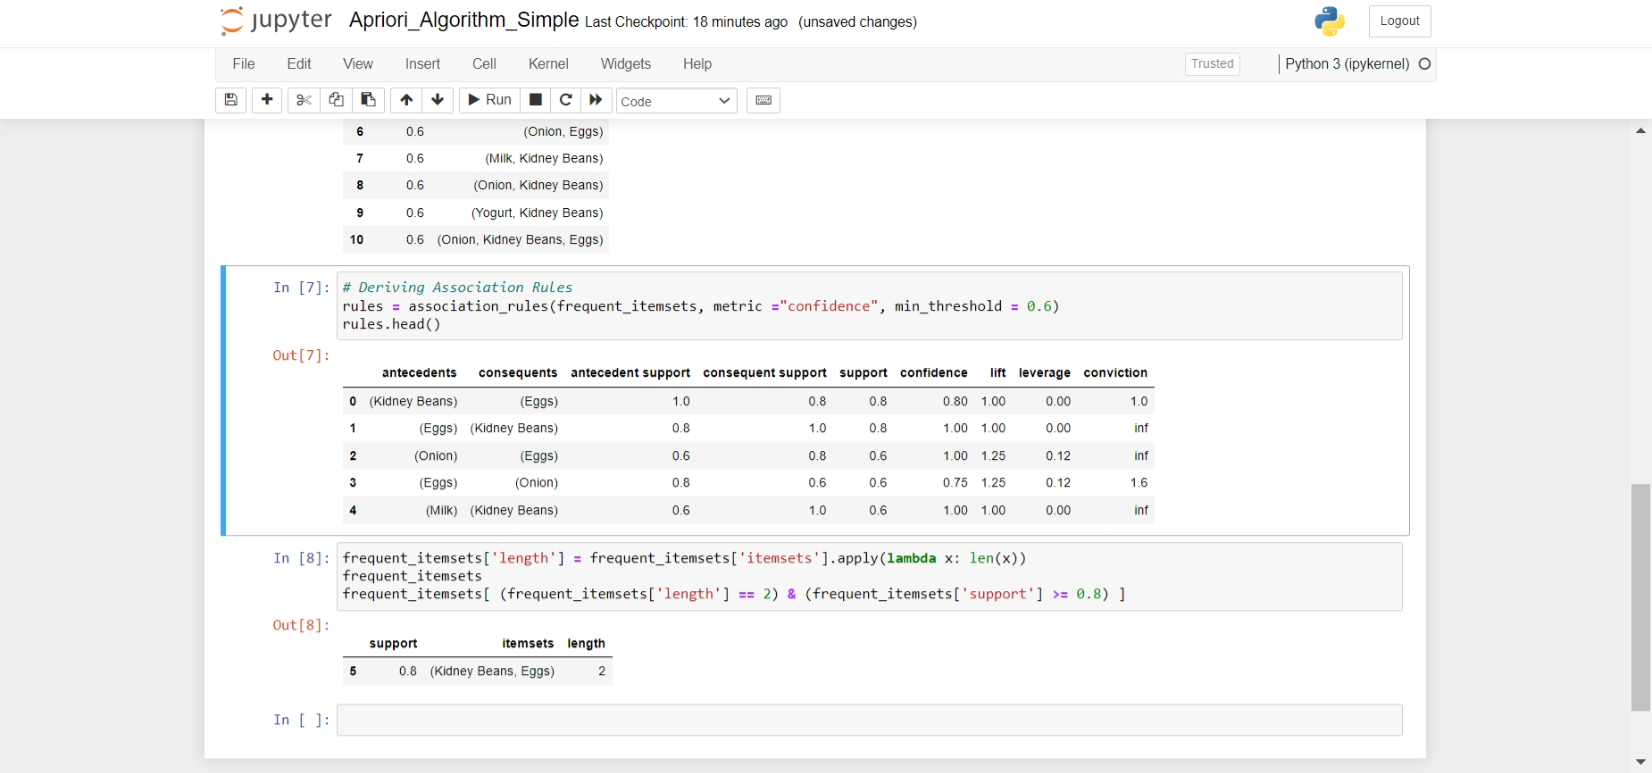 jupyter Apriori_Algorithm_Simple Last Checkpoint: 18 minutes ago (unsaved changes) Logout
File Edit View Insert Cell Kernel Widgets Help Trusted Python 3 (ipykernel)
Run Code
6 0.6 (Onion, Eggs)
7 0.6 (Milk, Kidney Beans)
8 0.6 (Onion, Kidney Beans)
9 0.6 (Yogurt, Kidney Beans)
10 0.6 (Onion, Kidney Beans, Eggs)
In [7]: # Deriving Association Rules
rules = association_rules(frequent_itemsets, metric ="confidence", min_threshold = 0.6)
rules.head()
Out[7]:
antecedents consequents antecedent support consequent support support confidence lift leverage conviction
0 (Kidney Beans) (Eggs) 1.0 0.8 0.8 0.80 1.00 0.00 1.0
1 (Eggs) (Kidney Beans) 0.8 1.0 0.8 1.00 1.00 0.00 inf
2 (Onion) (Eggs) 0.6 0.8 0.6 1.00 1.25 0.12 inf
3 (Eggs) (Onion) 0.8 0.6 0.6 0.75 1.25 0.12 1.6
4 (Milk) (Kidney Beans) 0.6 1.0 0.6 1.00 1.00 0.00 inf
In [8]: frequent_itemsets['length'] = frequent_itemsets['itemsets'].apply(lambda x: len(x))
frequent_itemsets
frequent_itemsets[ (frequent_itemsets['length'] == 2) & (frequent_itemsets['support'] >= 0.8) ]
Out[8]:
support itemsets length
5 0.8 (Kidney Beans, Eggs) 2
In [ ]: